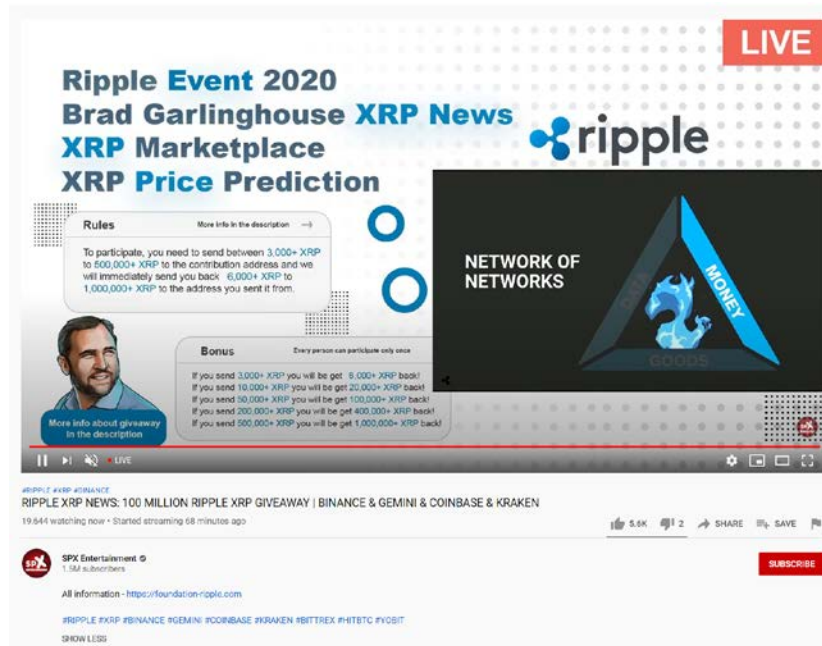 LIVE
Ripple Event 2020
Brad Garlinghouse XRP News
XRP Marketplace
XRP Price Prediction
ripple
Rules More info in the description
To participate, you need to send between 3,000+ XRP
to 500,000+ XRP to the contribution address and we
will immediately send you back 6,000+ XRP to
1,000,000+ XRP to the address you sent it from.
NETWORK OF
NETWORKS
DATA
MONEY
GOODS
Bonus Every person can participate only once
If you send 3,000+ XRP you will be get 6,000+ XRP back!
If you send 10,000+ XRP you will be get 20,000+ XRP back!
If you send 50,000+ XRP you will be get 100,000+ XRP back!
If you send 200,000+ XRP you will be get 400,000+ XRP back!
If you send 500,000+ XRP you will be get 1,000,000+ XRP back!
More info about giveaway
In the description
LIVE
#RIPPLE #XRP #BINANCE
RIPPLE XRP NEWS: 100 MILLION RIPPLE XRP GIVEAWAY | BINANCE & GEMINI & COINBASE & KRAKEN
19,644 watching now • Started streaming 68 minutes ago
5.6K 2 SHARE SAVE
SPX
SPX Entertainment
1.5M subscribers
SUBSCRIBE
All information - https://foundation-ripple.com
#RIPPLE #XRP #BINANCE #GEMINI #COINBASE #KRAKEN #BITTREX #HITBTC #YOBIT
SHOW LESS